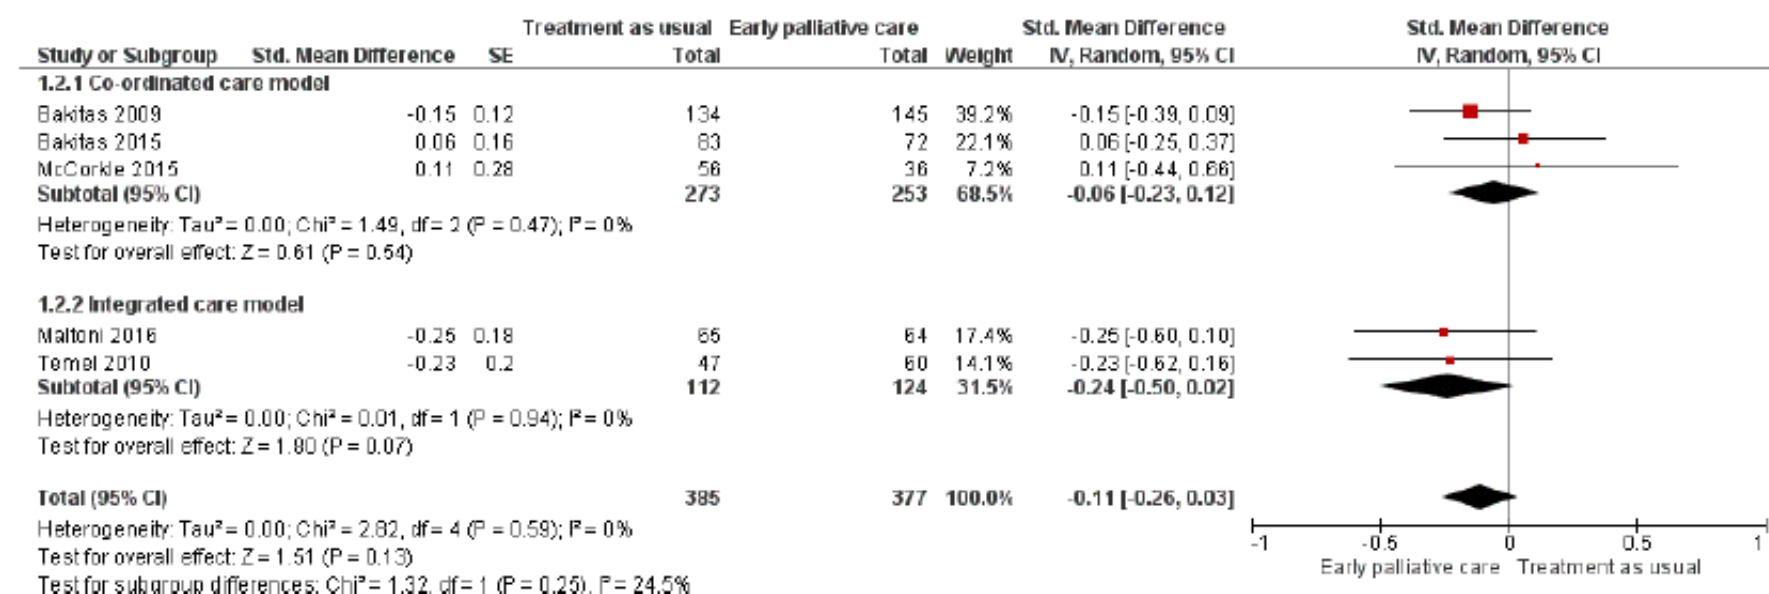 Treatment as usual Early palliative care Std. Mean Difference Std. Mean Difference
Study or Subgroup Std. Mean Difference SE Total Total Weight IV, Random, 95% CI IV, Random, 95% CI
1.2.1 Co-ordinated care model
Bakitas 2009 -0.15 0.12 134 145 39.2% -0.15 [-0.39, 0.09]
Bakitas 2015 0.06 0.16 83 72 22.1% 0.06 [-0.25, 0.37]
McCorkle 2015 0.11 0.28 56 36 7.2% 0.11 [-0.44, 0.66]
Subtotal (95% CI) 273 253 68.5% -0.06 [-0.23, 0.12]
Heterogeneity: Tau² = 0.00; Chi² = 1.49, df = 2 (P = 0.47); I² = 0%
Test for overall effect: Z = 0.61 (P = 0.54)
1.2.2 Integrated care model
Maltoni 2016 -0.25 0.18 65 64 17.4% -0.25 [-0.60, 0.10]
Temel 2010 -0.23 0.2 47 60 14.1% -0.23 [-0.62, 0.16]
Subtotal (95% CI) 112 124 31.5% -0.24 [-0.50, 0.02]
Heterogeneity: Tau² = 0.00; Chi² = 0.01, df = 1 (P = 0.94); I² = 0%
Test for overall effect: Z = 1.80 (P = 0.07)
Total (95% CI) 385 377 100.0% -0.11 [-0.26, 0.03]
Heterogeneity: Tau² = 0.00; Chi² = 2.82, df = 4 (P = 0.59); I² = 0%
Test for overall effect: Z = 1.51 (P = 0.13)
Test for subgroup differences: Chi² = 1.32, df = 1 (P = 0.25), I² = 24.5%
-1 -0.5 0 0.5 1
Early palliative care Treatment as usual